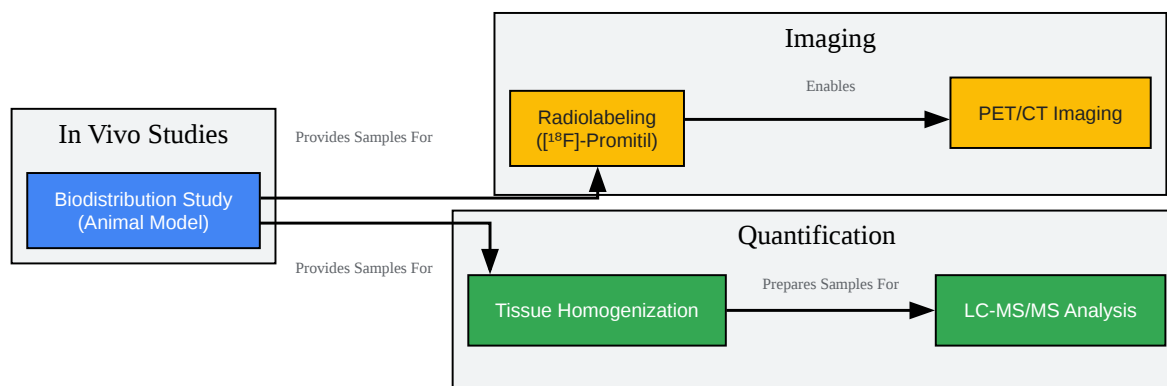 Imaging
Enables
Radiolabeling
([¹⁸F]-Promitil)
PET/CT Imaging
In Vivo Studies
Provides Samples For
Biodistribution Study
(Animal Model)
Quantification
Provides Samples For
Prepares Samples For
Tissue Homogenization
LC-MS/MS Analysis